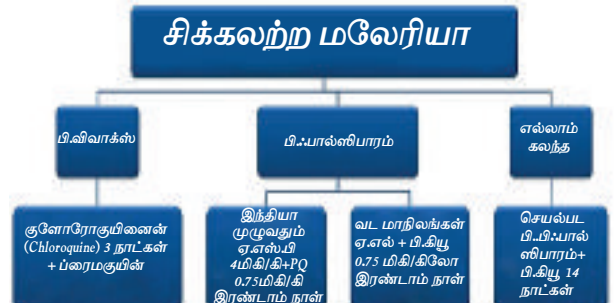 சிக்கலற்ற மலேரியா
பி.விவாக்ஸ்
பி.ஃபால்ஸிபாரம்
எல்லாம்
கலந்த
குளோரோகுயினைன்
(Chloroquine) 3 நாட்கள்
+ ப்ரைமகுயின்
இந்தியா
முழுவதும்
ஏ.எஸ்.பி
4மிகி/கி+PQ
0.75மிகி/கி
இரண்டாம் நாள்
வட மாநிலங்கள்
ஏ.எல் + பி.கியூ
0.75 மிகி/கிலோ
இரண்டாம் நாள்
செயல்பட
பி..பிஃபால்
ஸிபாரம்+
பி.கியூ 14
நாட்கள்